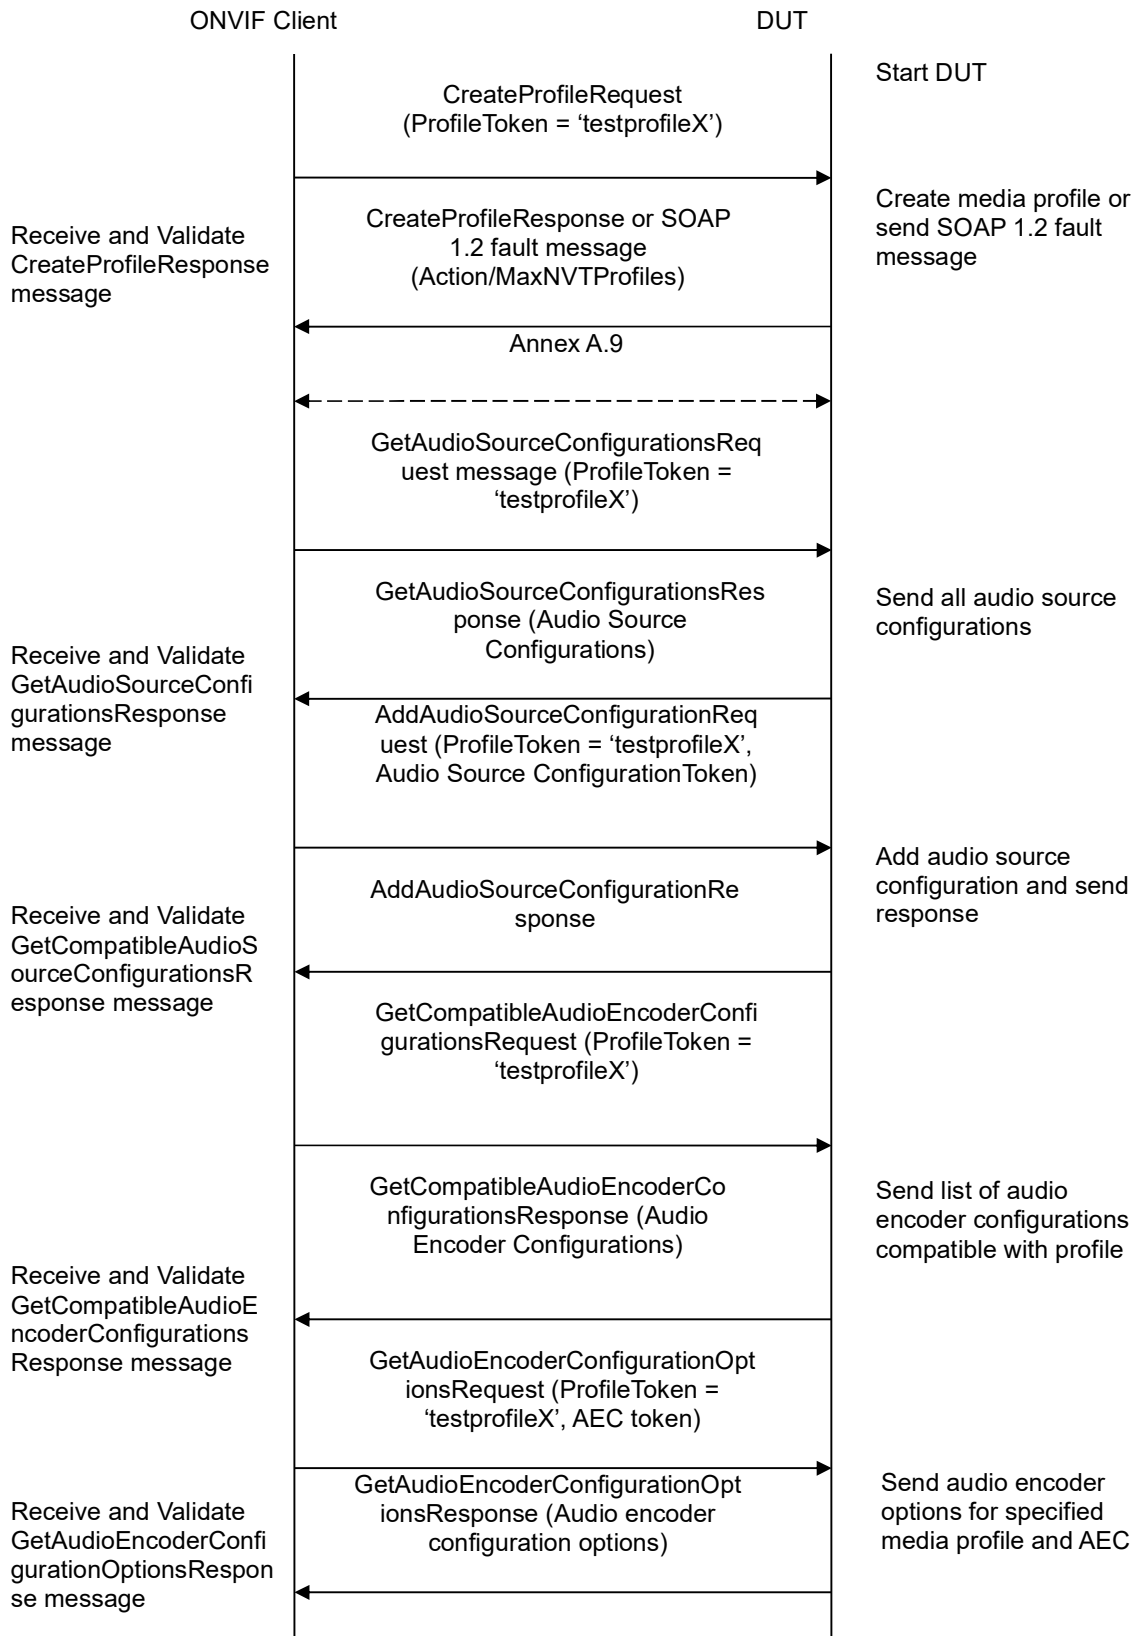 ONVIF Client
DUT
Start DUT
CreateProfileRequest
(ProfileToken = ‘testprofileX’)
Create media profile or
send SOAP 1.2 fault
message
CreateProfileResponse or SOAP
1.2 fault message
(Action/MaxNVTProfiles)
Receive and Validate
CreateProfileResponse
message
Annex A.9
GetAudioSourceConfigurationsReq
uest message (ProfileToken =
‘testprofileX’)
GetAudioSourceConfigurationsRes
ponse (Audio Source
Configurations)
Send all audio source
configurations
Receive and Validate
GetAudioSourceConfi
gurationsResponse
message
AddAudioSourceConfigurationReq
uest (ProfileToken = ‘testprofileX’,
Audio Source ConfigurationToken)
Add audio source
configuration and send
response
AddAudioSourceConfigurationRe
sponse
Receive and Validate
GetCompatibleAudioS
ourceConfigurationsR
esponse message
GetCompatibleAudioEncoderConfi
gurationsRequest (ProfileToken =
‘testprofileX’)
GetCompatibleAudioEncoderCo
nfigurationsResponse (Audio
Encoder Configurations)
Send list of audio
encoder configurations
compatible with profile
Receive and Validate
GetCompatibleAudioE
ncoderConfigurations
Response message
GetAudioEncoderConfigurationOpt
ionsRequest (ProfileToken =
‘testprofileX’, AEC token)
GetAudioEncoderConfigurationOpt
ionsResponse (Audio encoder
configuration options)
Send audio encoder
options for specified
media profile and AEC
Receive and Validate
GetAudioEncoderConfi
gurationOptionsRespon
se message